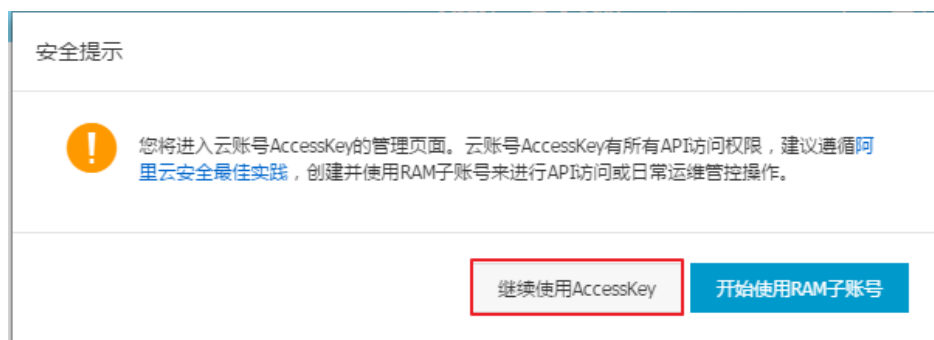 安全提示
您将进入云账号AccessKey的管理页面。云账号AccessKey有所有API访问权限，建议遵循阿
里云安全最佳实践，创建并使用RAM子账号来进行API访问或日常运维管控操作。
继续使用AccessKey
开始使用RAM子账号